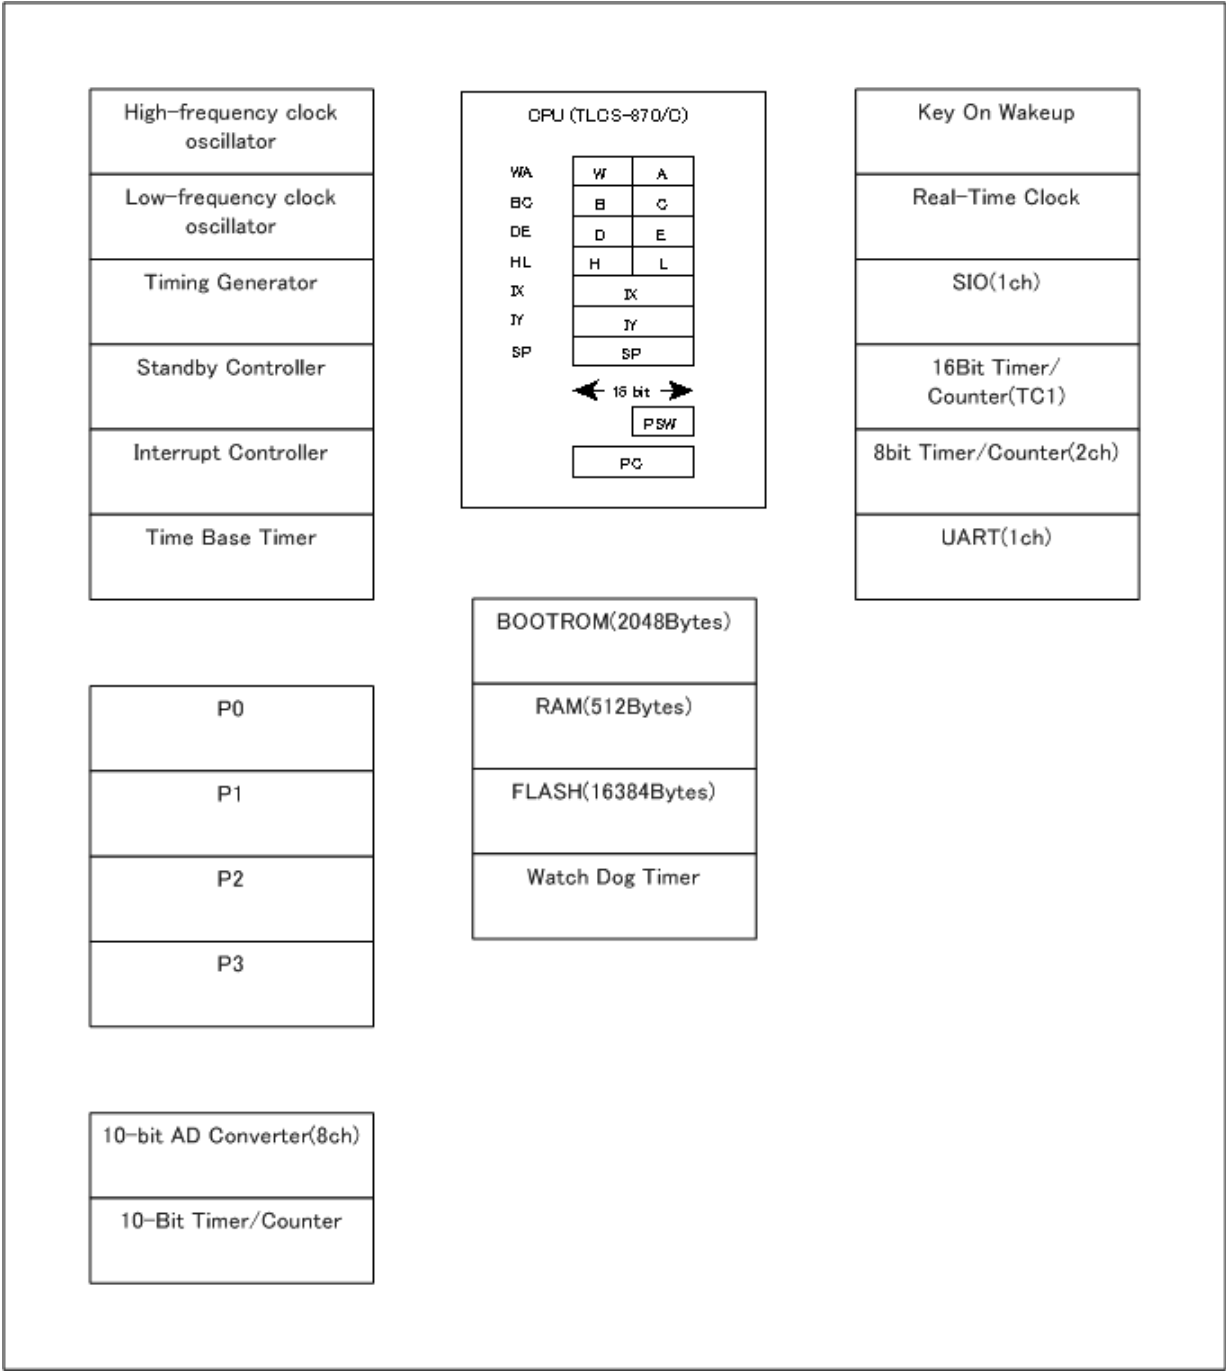 High-frequency clock
oscillator
Low-frequency clock
oscillator
Timing Generator
Standby Controller
Interrupt Controller
Time Base Timer
P0
P1
P2
P3
10-bit AD Converter(8ch)
10-Bit Timer/Counter
CPU (TLCS-870/C)
WA W A
BC B C
DE D E
HL H L
IX IX
IY IY
SP SP
16 bit
PSW
PC
BOOTROM(2048Bytes)
RAM(512Bytes)
FLASH(16384Bytes)
Watch Dog Timer
Key On Wakeup
Real-Time Clock
SIO(1ch)
16Bit Timer/
Counter(TC1)
8bit Timer/Counter(2ch)
UART(1ch)